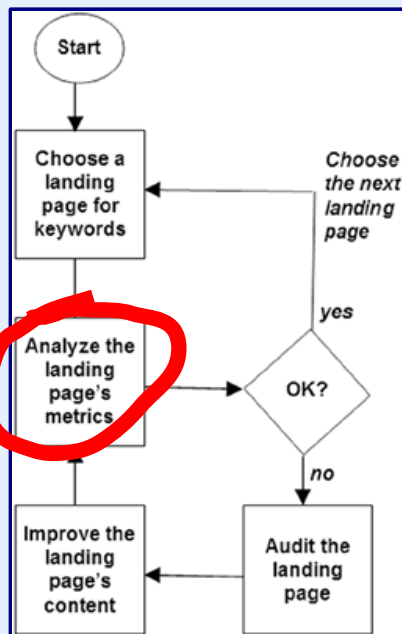 Start
Choose a
landing
page for
keywords
Choose
the next
landing
page
yes
Analyze the
landing
page's
metrics
OK?
no
Improve the
landing
page's
content
Audit the
landing
page